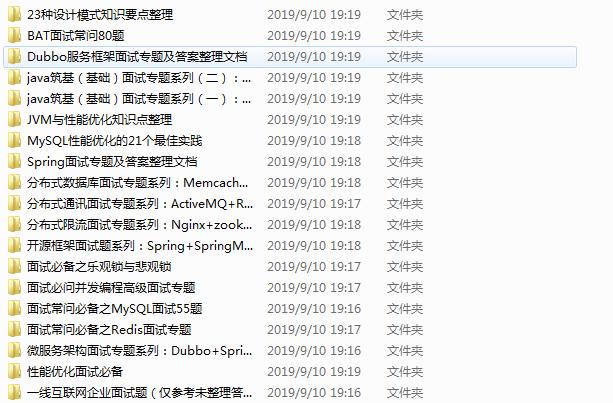 23种设计模式知识要点整理 2019/9/10 19:19 文件夹
BAT面试常问80题 2019/9/10 19:19 文件夹
Dubbo服务框架面试专题及答案整理文档 2019/9/10 19:19 文件夹
java筑基（基础）面试专题系列（二）：... 2019/9/10 19:19 文件夹
java筑基（基础）面试专题系列（一）：... 2019/9/10 19:19 文件夹
JVM与性能优化知识点整理 2019/9/10 19:19 文件夹
MySQL性能优化的21个最佳实践 2019/9/10 19:18 文件夹
Spring面试专题及答案整理文档 2019/9/10 19:18 文件夹
分布式数据库面试专题系列：Memcach... 2019/9/10 19:18 文件夹
分布式通讯面试专题系列：ActiveMQ+R... 2019/9/10 19:17 文件夹
分布式限流面试专题系列：Nginx+zook... 2019/9/10 19:18 文件夹
开源框架面试题系列：Spring+SpringM... 2019/9/10 19:18 文件夹
面试必备之乐观锁与悲观锁 2019/9/10 19:17 文件夹
面试必问并发编程高级面试专题 2019/9/10 19:17 文件夹
面试常问必备之MySQL面试55题 2019/9/10 19:16 文件夹
面试常问必备之Redis面试专题 2019/9/10 19:17 文件夹
微服务架构面试专题系列：Dubbo+Spri... 2019/9/10 19:16 文件夹
性能优化面试必备 2019/9/10 19:19 文件夹
一线互联网企业面试题（仅参考未整理答... 2019/9/10 19:16 文件夹